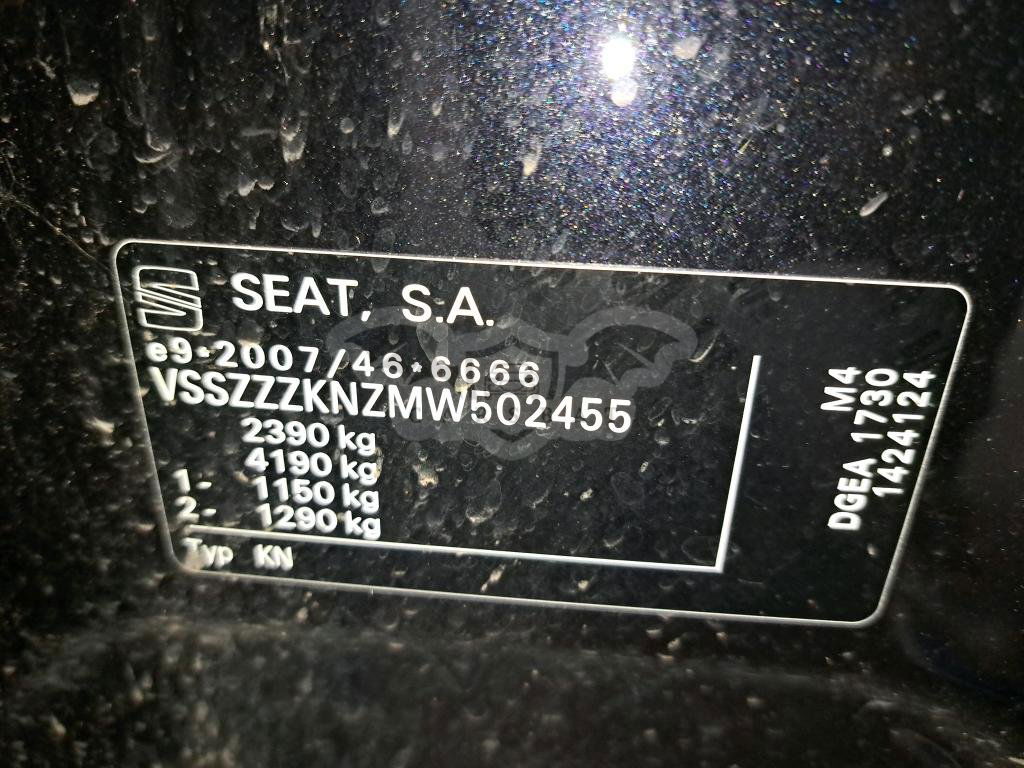 SEAT, S.A.
e9*2007/46*6666
VSSZZZKNZMW502455
2390 kg
4190 kg
1- 1150 kg
2- 1290 kg
Typ KN
M4
DGEA 1730
1424124